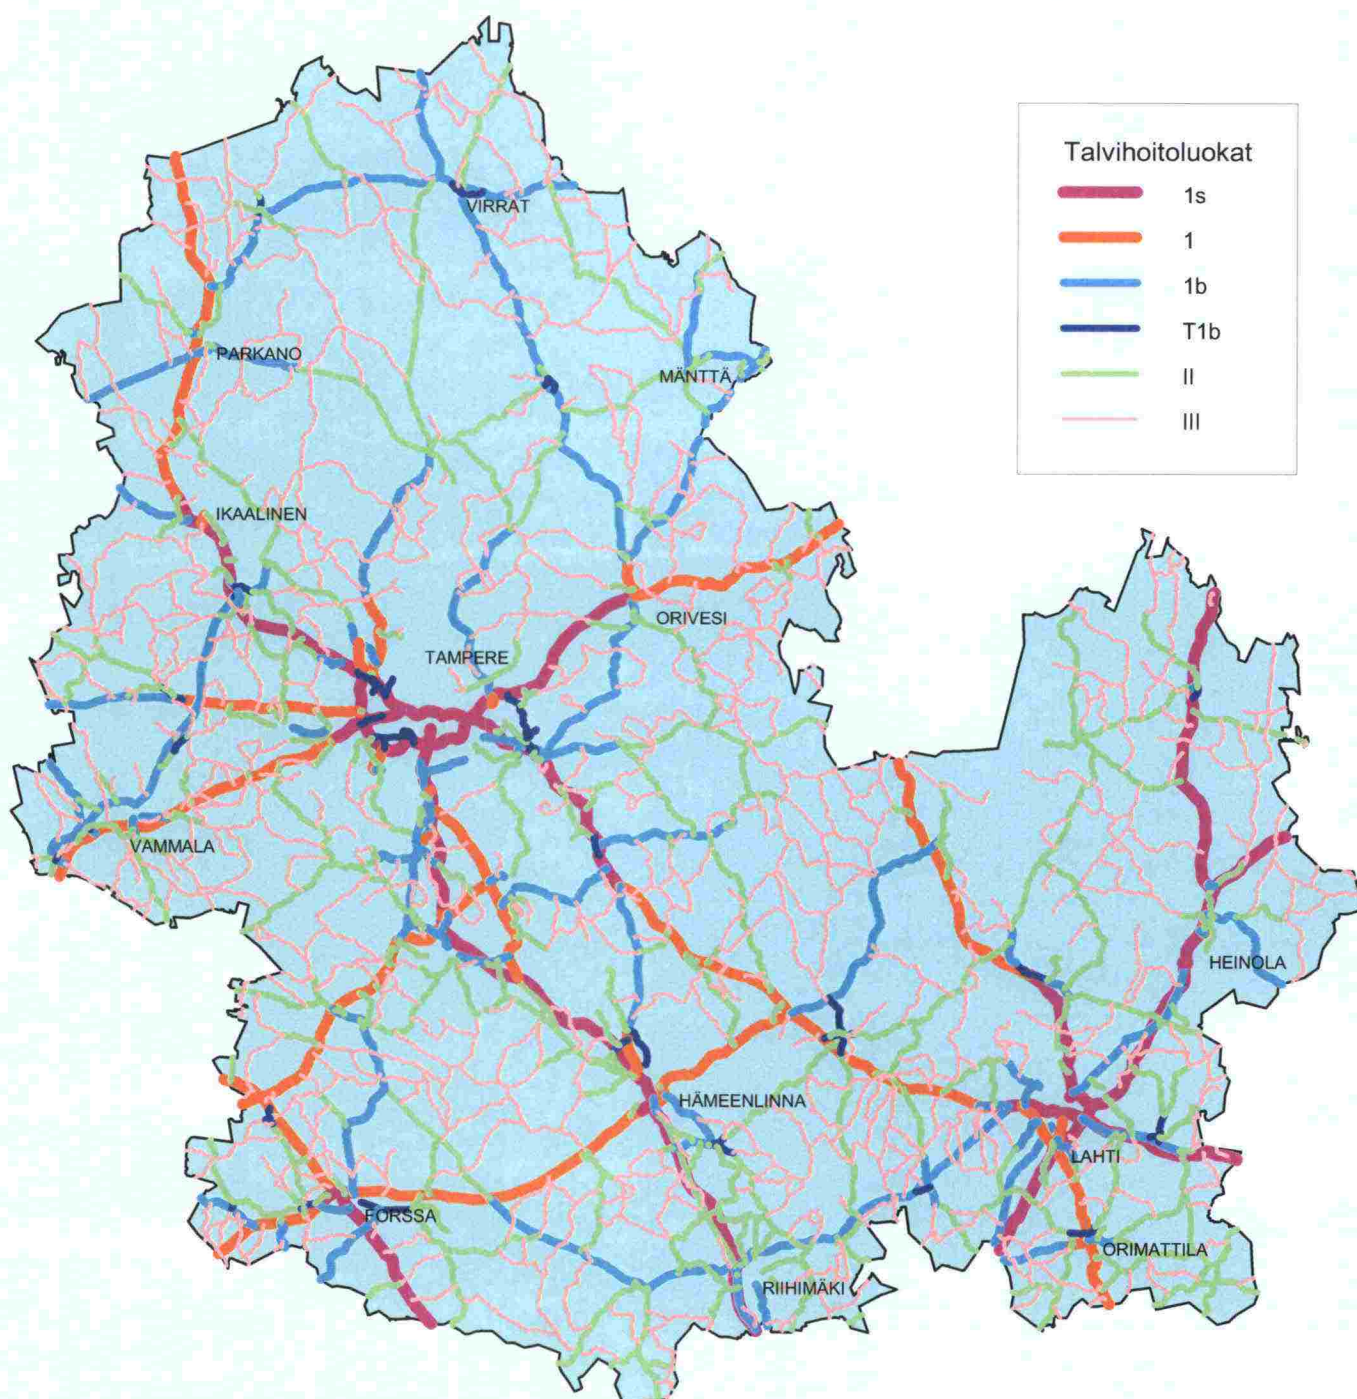 Talvihoitoluokat
1s
1
1b
T1b
II
III
VIRRAT
PARKANO
MÄNTTÄ
IKAALINEN
ORIVESI
TAMPERE
VAMMALA
HEINOLA
HÄMEENLINNA
LAHTI
FORSSA
ORIMATTILA
RIIHIMÄKI